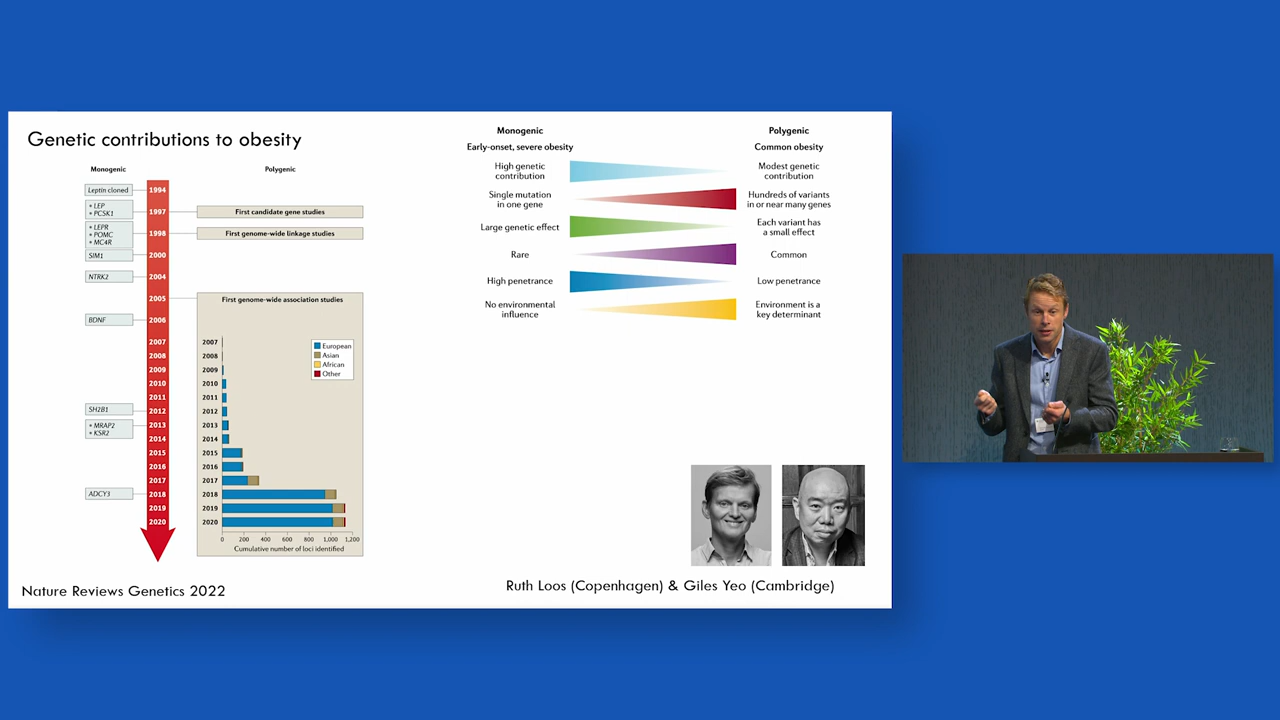 Genetic contributions to obesity
Monogenic
Polygenic
Leptin cloned
1994
• LEP
• PCSK1
1997
First candidate gene studies
• LEPR
• POMC
• MC4R
1998
First genome-wide linkage studies
SIM1
2000
NTRK2
2004
2005
First genome-wide association studies
BDNF
2006
2007
2008
2009
2010
2011
SH2B1
2012
• MRAP2
• KSR2
2013
2014
2015
2016
2017
ADCY3
2018
2019
2020
2007
2008
2009
2010
2011
2012
2013
2014
2015
2016
2017
2018
2019
2020
European
Asian
African
Other
0 200 400 600 800 1,000 1,200
Cumulative number of loci identified
Nature Reviews Genetics 2022
Monogenic
Early-onset, severe obesity
Polygenic
Common obesity
High genetic
contribution
Modest genetic
contribution
Single mutation
in one gene
Hundreds of variants
in or near many genes
Large genetic effect
Each variant has
a small effect
Rare
Common
High penetrance
Low penetrance
No environmental
influence
Environment is a
key determinant
Ruth Loos (Copenhagen) & Giles Yeo (Cambridge)